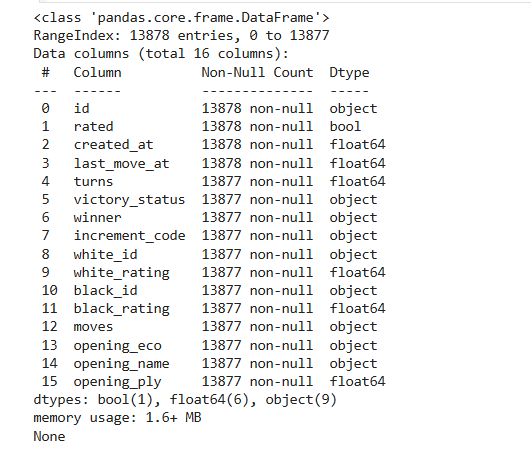 <class 'pandas.core.frame.DataFrame'>
RangeIndex: 13878 entries, 0 to 13877
Data columns (total 16 columns):
 #   Column          Non-Null Count  Dtype
---  ------          --------------  -----
 0   id              13878 non-null  object
 1   rated           13878 non-null  bool
 2   created_at      13878 non-null  float64
 3   last_move_at    13878 non-null  float64
 4   turns           13877 non-null  float64
 5   victory_status  13877 non-null  object
 6   winner          13877 non-null  object
 7   increment_code  13877 non-null  object
 8   white_id        13877 non-null  object
 9   white_rating    13877 non-null  float64
 10  black_id        13877 non-null  object
 11  black_rating    13877 non-null  float64
 12  moves           13877 non-null  object
 13  opening_eco     13877 non-null  object
 14  opening_name    13877 non-null  object
 15  opening_ply     13877 non-null  float64
dtypes: bool(1), float64(6), object(9)
memory usage: 1.6+ MB
None